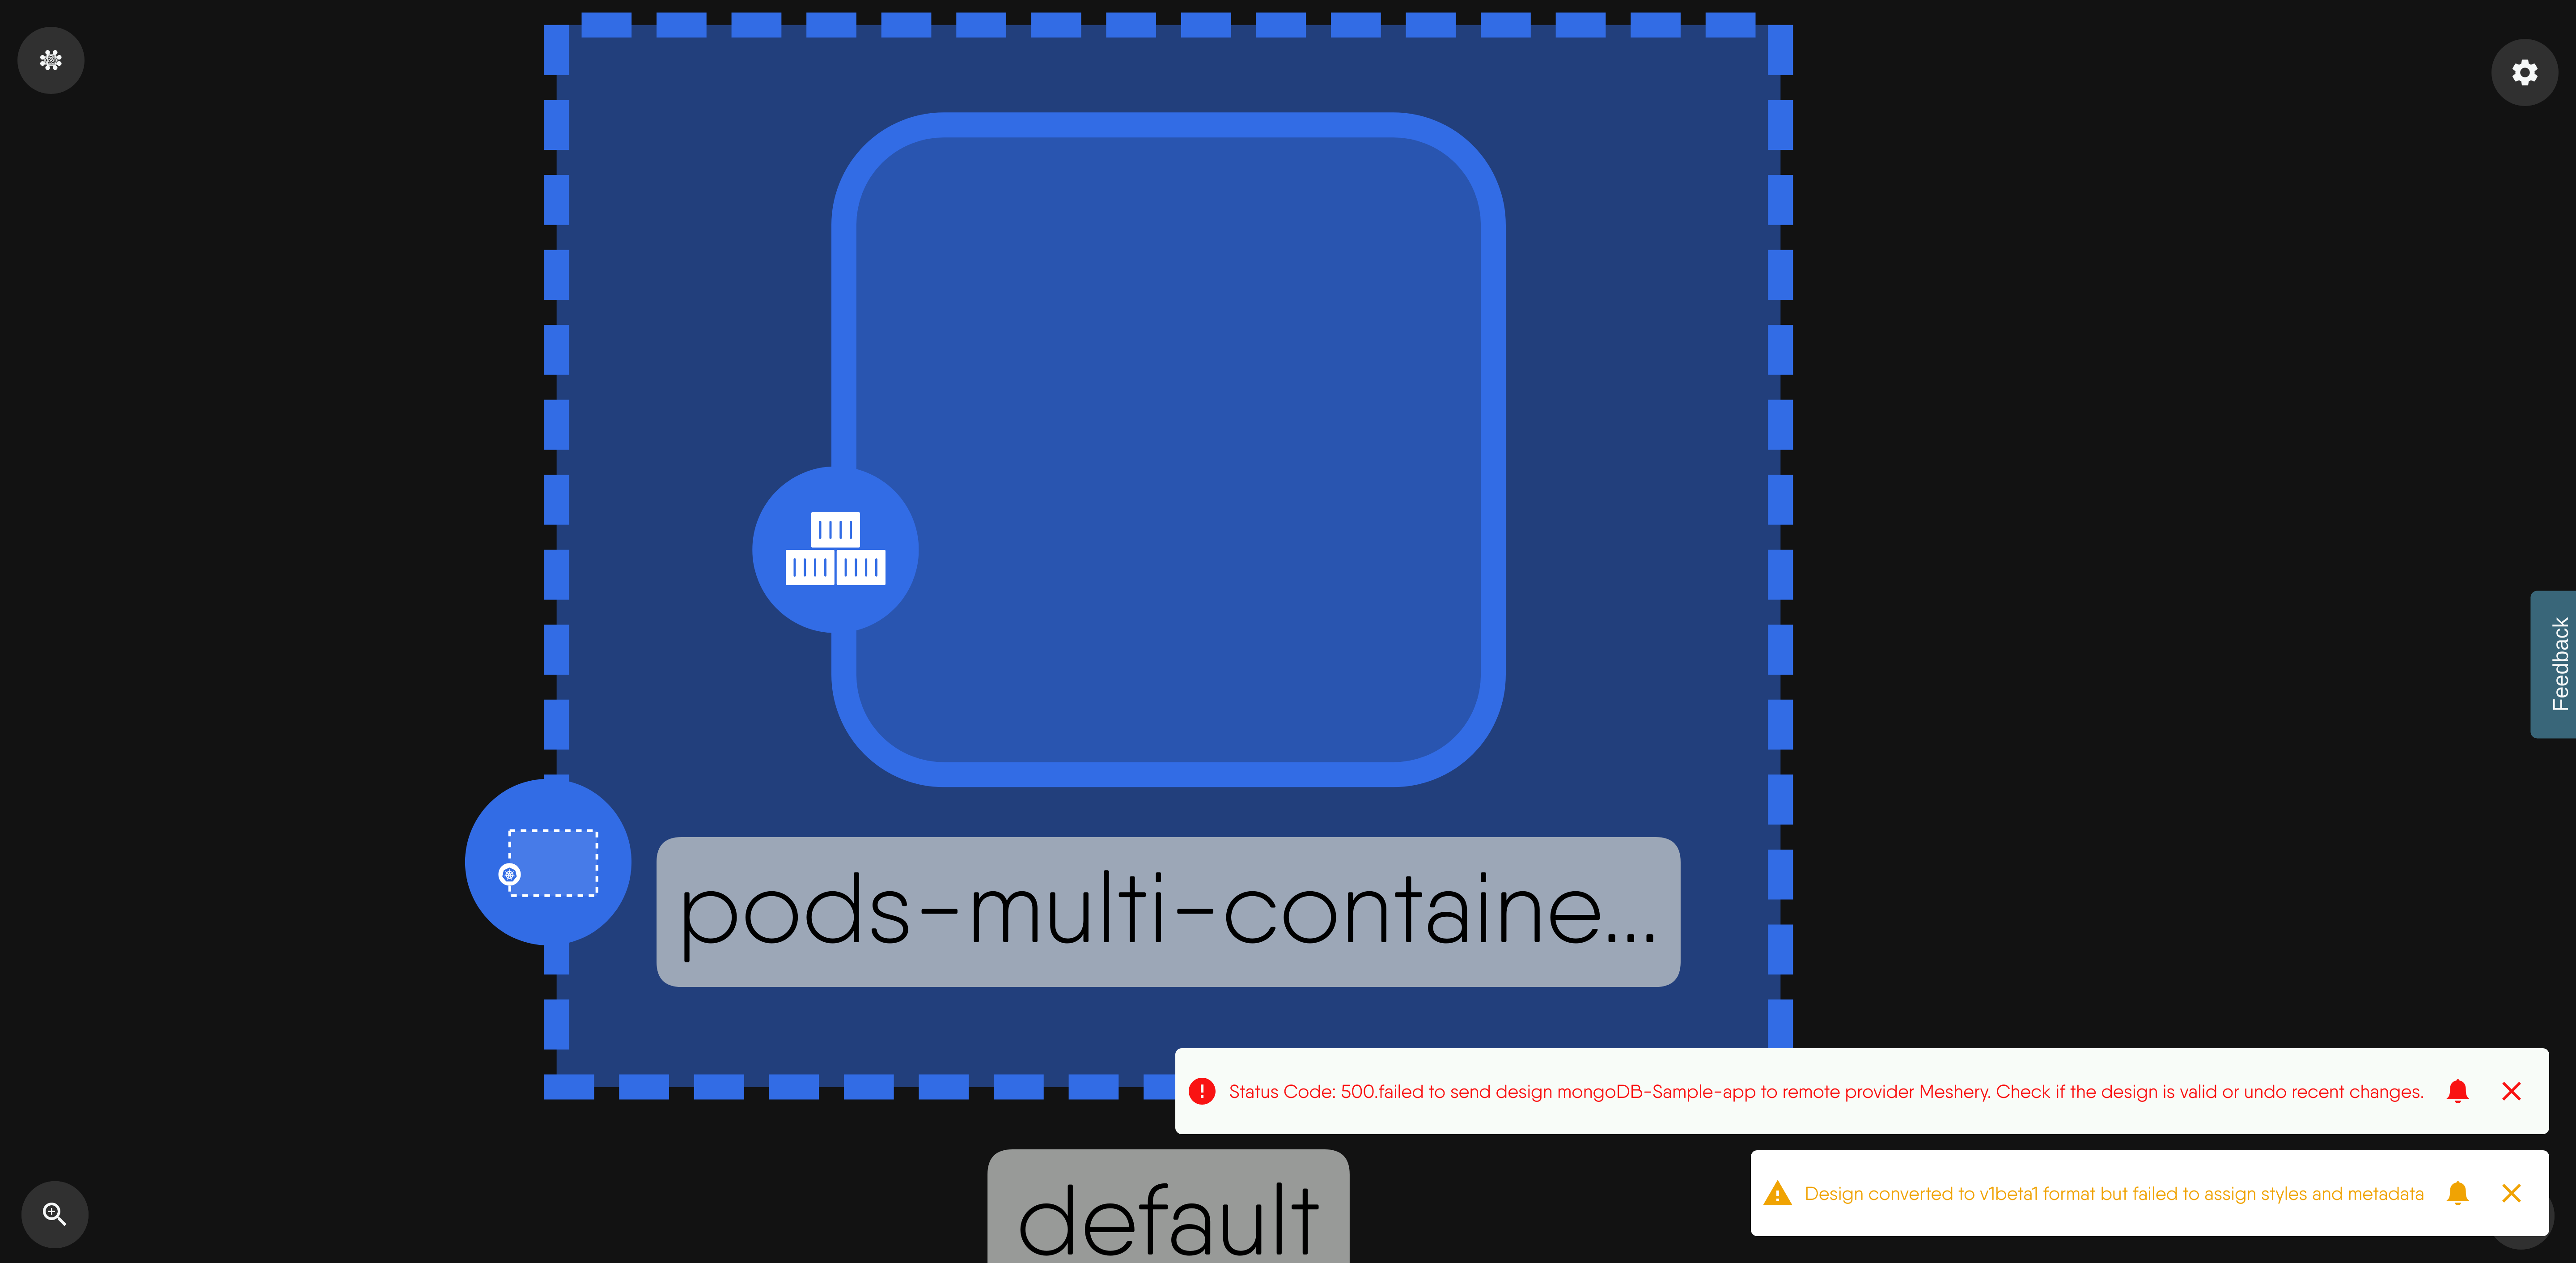 Feedback
pods-multi-containe...
Status Code: 500.failed to send design mongoDB-Sample-app to remote provider Meshery. Check if the design is valid or undo recent changes.
default
Design converted to v1beta1 format but failed to assign styles and metadata